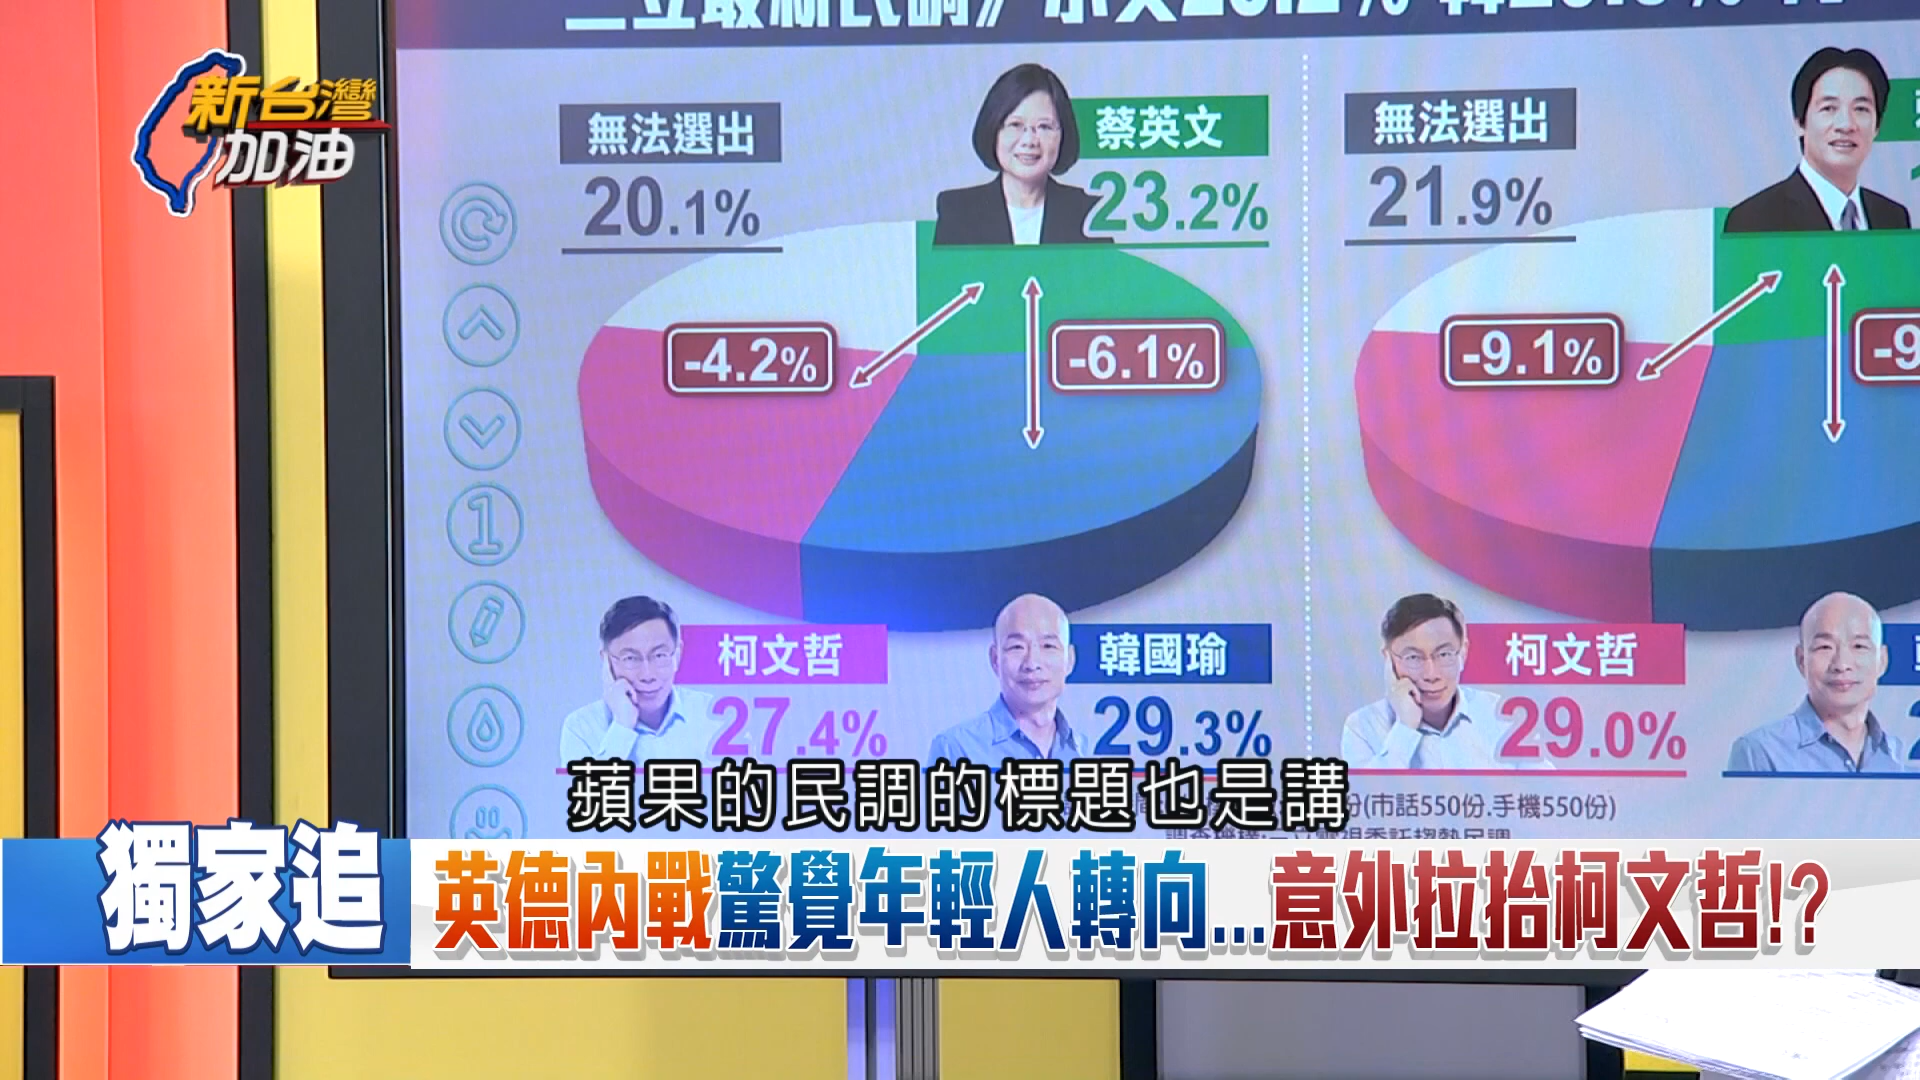 新台灣
加油
無法選出
20.1%
蔡英文
23.2%
無法選出
21.9%
-4.2%
-6.1%
-9.1%
-9
1
柯文哲
27.4%
韓國瑜
29.3%
柯文哲
29.0%
份(市話550份.手機550份)
蘋果的民調的標題也是講
獨家追
英德內戰驚覺年輕人轉向...意外拉抬柯文哲!?